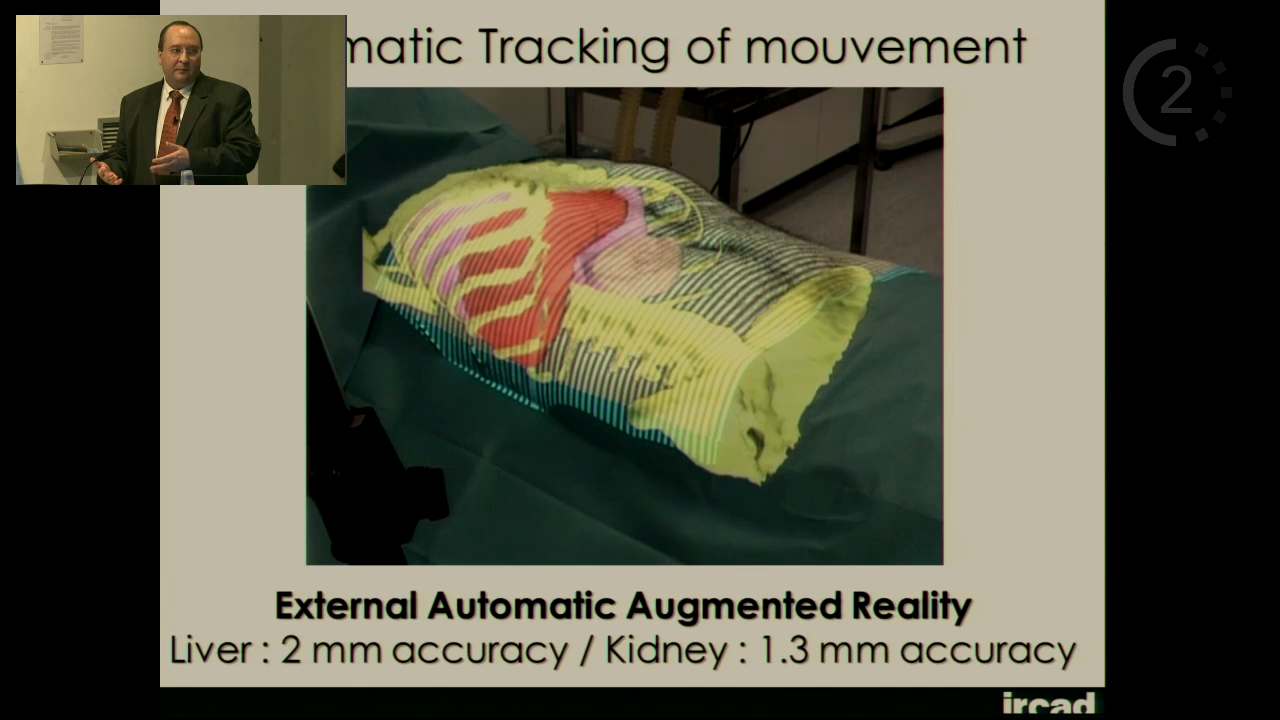 matic Tracking of mouvement
2
External Automatic Augmented Reality
Liver : 2 mm accuracy / Kidney : 1.3 mm accuracy
ircad